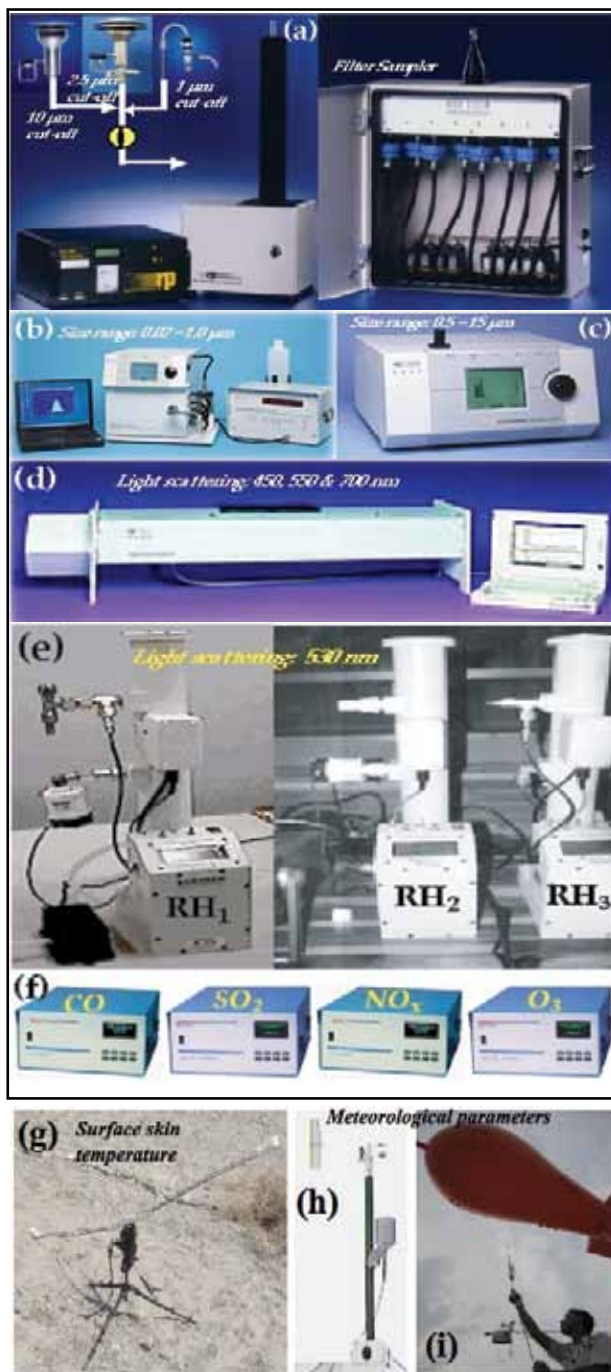 (a)
2.5 μm
cut-off
1 μm
cut-off
10 μm
cut-off
Filter Sampler
(b) Size range: 0.02 – 1.0 μm
Size range: 0.5 – 15 μm (c)
(d) Light scattering: 450, 550 & 700 nm
(e)
Light scattering: 530 nm
RH1
RH2
RH3
(f)
CO
SO2
NOx
O3
(g) Surface skin
temperature
Meteorological parameters
(h)
(i)